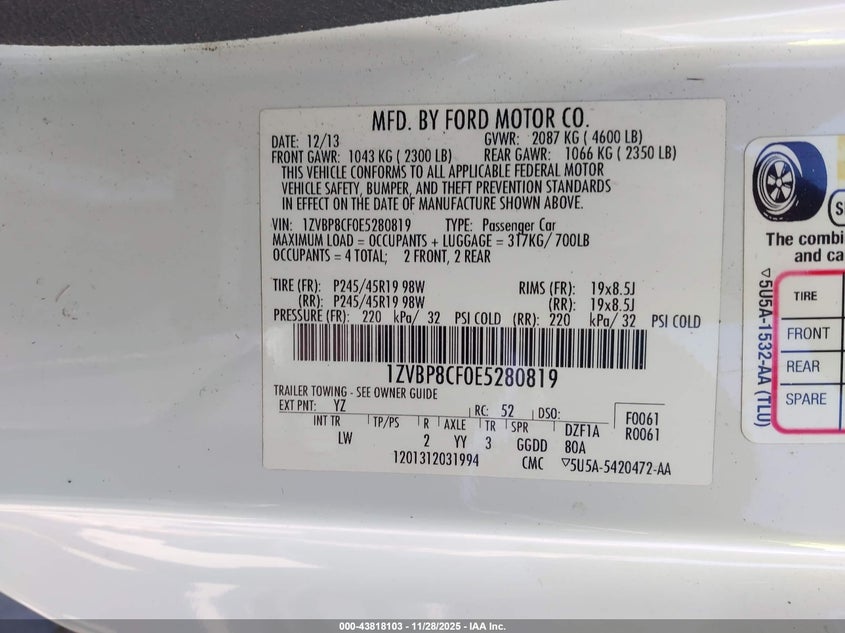 MFD. BY FORD MOTOR CO.
DATE: 12/13 GVWR: 2087 KG ( 4600 LB)
FRONT GAWR: 1043 KG ( 2300 LB) REAR GAWR: 1066 KG ( 2350 LB)
THIS VEHICLE CONFORMS TO ALL APPLICABLE FEDERAL MOTOR
VEHICLE SAFETY, BUMPER, AND THEFT PREVENTION STANDARDS
IN EFFECT ON THE DATE OF MANUFACTURE SHOWN ABOVE.
VIN: 1ZVBP8CF0E5280819 TYPE: Passenger Car
MAXIMUM LOAD = OCCUPANTS + LUGGAGE = 317KG/ 700LB
OCCUPANTS = 4 TOTAL; 2 FRONT, 2 REAR
TIRE (FR): P245/45R19 98W RIMS (FR): 19x8.5J
(RR): P245/45R19 98W (RR): 19x8.5J
PRESSURE (FR): 220 kPa/ 32 PSI COLD (RR): 220 kPa/ 32 PSI COLD
1ZVBP8CF0E5280819
TRAILER TOWING - SEE OWNER GUIDE
EXT PNT: YZ RC: 52 DSO: F0061
INT TR TP/PS R AXLE TR SPR DZF1A R0061
LW 2 YY 3 GGDD 80A
1201312031994 CMC ▽5U5A-5420472-AA
The combi
and ca
▽5U5A-1532-AA (TLU)
TIRE
FRONT
REAR
SPARE
000-43818103 - 11/28/2025 - IAA Inc.